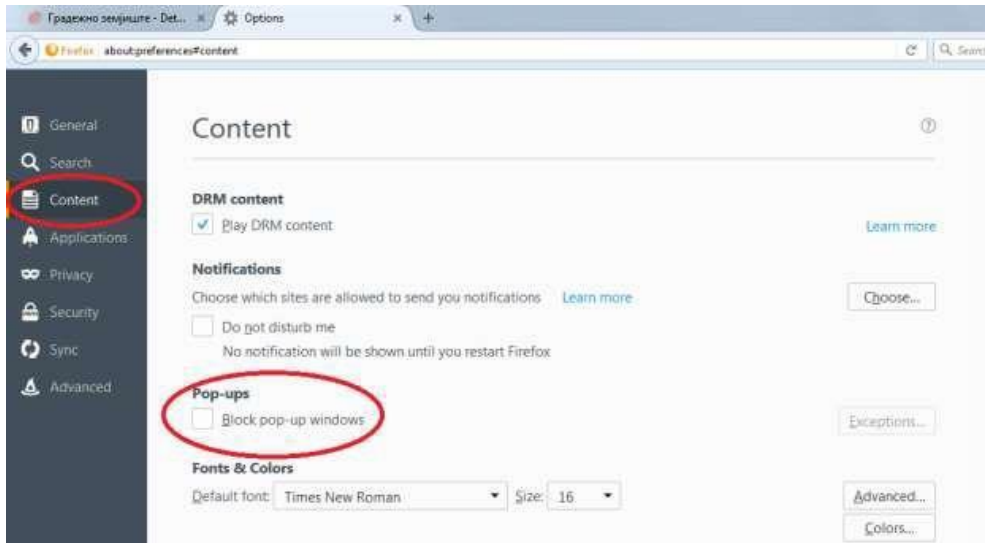 Градежно земјиште - Det...
Options
Firefox about:preferences#content
Search
General
Search
Content
Applications
Privacy
Security
Sync
Advanced
Content
DRM content
Play DRM content Learn more
Notifications
Choose which sites are allowed to send you notifications Learn more Choose...
Do not disturb me
No notification will be shown until you restart Firefox
Pop-ups
Block pop-up windows Exceptions...
Fonts & Colors
Default font: Times New Roman Size: 16 Advanced...
Colors...